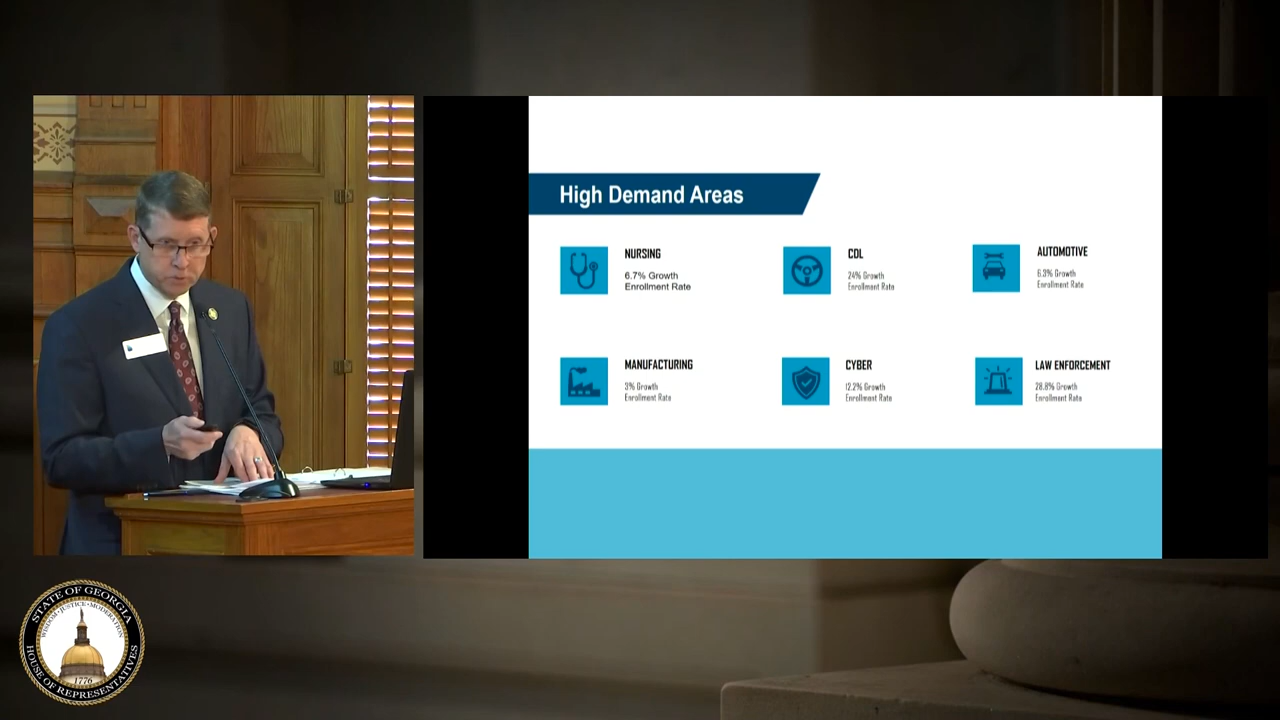 High Demand Areas
NURSING
6.7% Growth
Enrollment Rate
CDL
24% Growth
Enrollment Rate
AUTOMOTIVE
6.3% Growth
Enrollment Rate
MANUFACTURING
3% Growth
Enrollment Rate
CYBER
12.2% Growth
Enrollment Rate
LAW ENFORCEMENT
28.8% Growth
Enrollment Rate
STATE OF GEORGIA
WISDOM • JUSTICE • MODERATION
1776
HOUSE OF REPRESENTATIVES